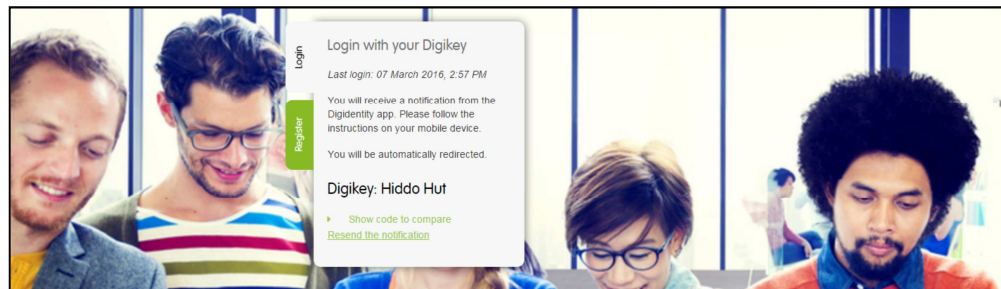 Login
Register
Login with your Digikey
Last login: 07 March 2016, 2:57 PM
You will receive a notification from the
Digidentity app. Please follow the
instructions on your mobile device.
You will be automatically redirected.
Digikey: Hiddo Hut
Show code to compare
Resend the notification